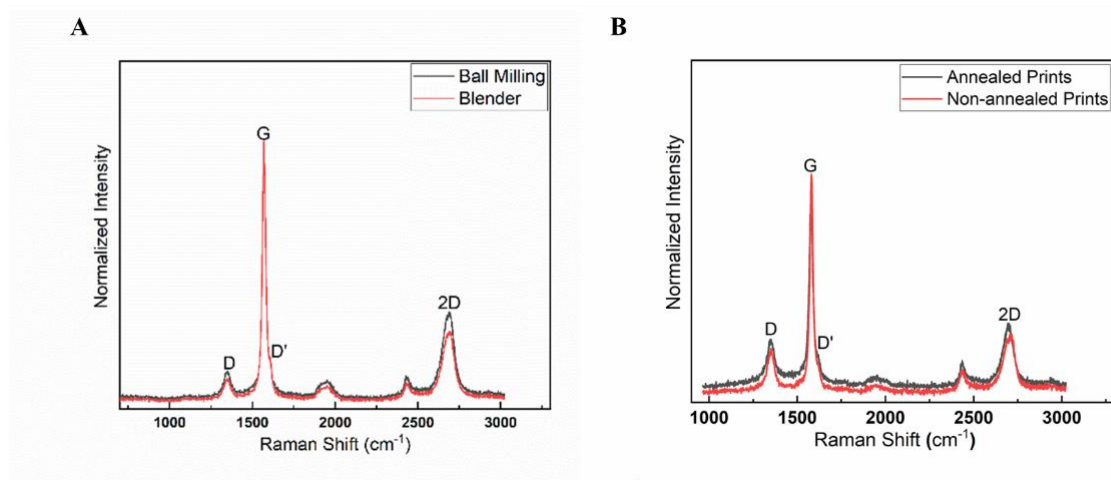 A
Ball Milling
Blender
G
D
D'
2D
Normalized Intensity
1000 1500 2000 2500 3000
Raman Shift (cm⁻¹)
B
Annealed Prints
Non-annealed Prints
G
D
D'
2D
Normalized Intensity
1000 1500 2000 2500 3000
Raman Shift (cm⁻¹)